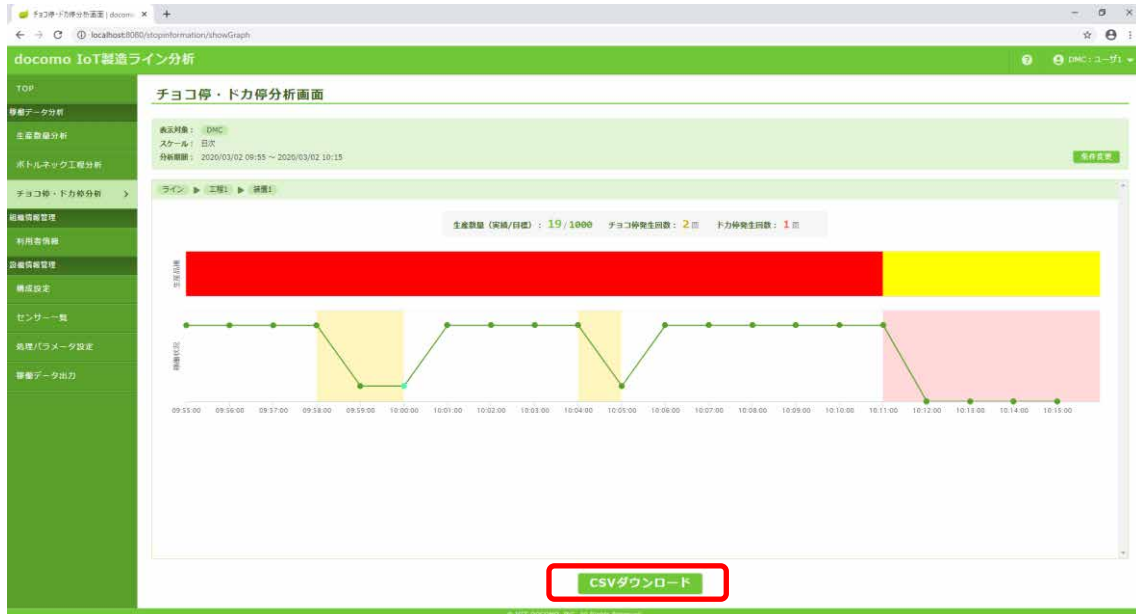 チョコ停・ドカ停分析画面 | docomo
localhost:8080/stopinformation/showGraph
docomo IoT製造ライン分析
DMC : ユーザ1
TOP
稼働データ分析
生産数量分析
ボトルネック工程分析
チョコ停・ドカ停分析
組織情報管理
利用者情報
設備情報管理
構成設定
センサー一覧
処理パラメータ設定
稼働データ出力
チョコ停・ドカ停分析画面
表示対象： DMC
スケール： 日次
分析期間： 2020/03/02 09:55 ～ 2020/03/02 10:15
条件変更
ライン ▶ 工程1 ▶ 装置1
生産数量（実績/目標）：19/1000 チョコ停発生回数：2回 ドカ停発生回数：1回
生産品種
稼働状況
09:55:00 09:56:00 09:57:00 09:58:00 09:59:00 10:00:00 10:01:00 10:02:00 10:03:00 10:04:00 10:05:00 10:06:00 10:07:00 10:08:00 10:09:00 10:10:00 10:11:00 10:12:00 10:13:00 10:14:00 10:15:00
CSVダウンロード